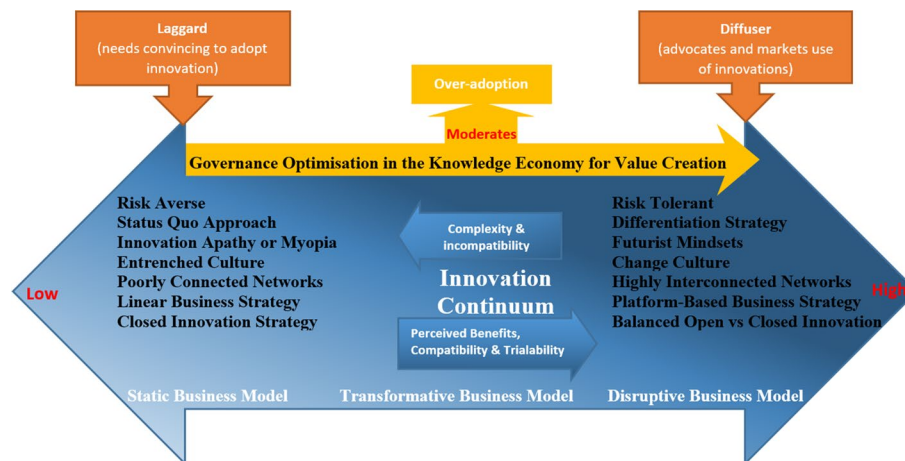 Laggard
(needs convincing to adopt
innovation)
Diffuser
(advocates and markets use
of innovations)
Over-adoption
Moderates
Governance Optimisation in the Knowledge Economy for Value Creation
Risk Averse
Status Quo Approach
Innovation Apathy or Myopia
Entrenched Culture
Poorly Connected Networks
Linear Business Strategy
Closed Innovation Strategy
Low
Complexity &
incompatibility
Innovation
Continuum
Perceived Benefits,
Compatibility & Trialability
Risk Tolerant
Differentiation Strategy
Futurist Mindsets
Change Culture
Highly Interconnected Networks
Platform-Based Business Strategy
Balanced Open vs Closed Innovation
High
Static Business Model
Transformative Business Model
Disruptive Business Model